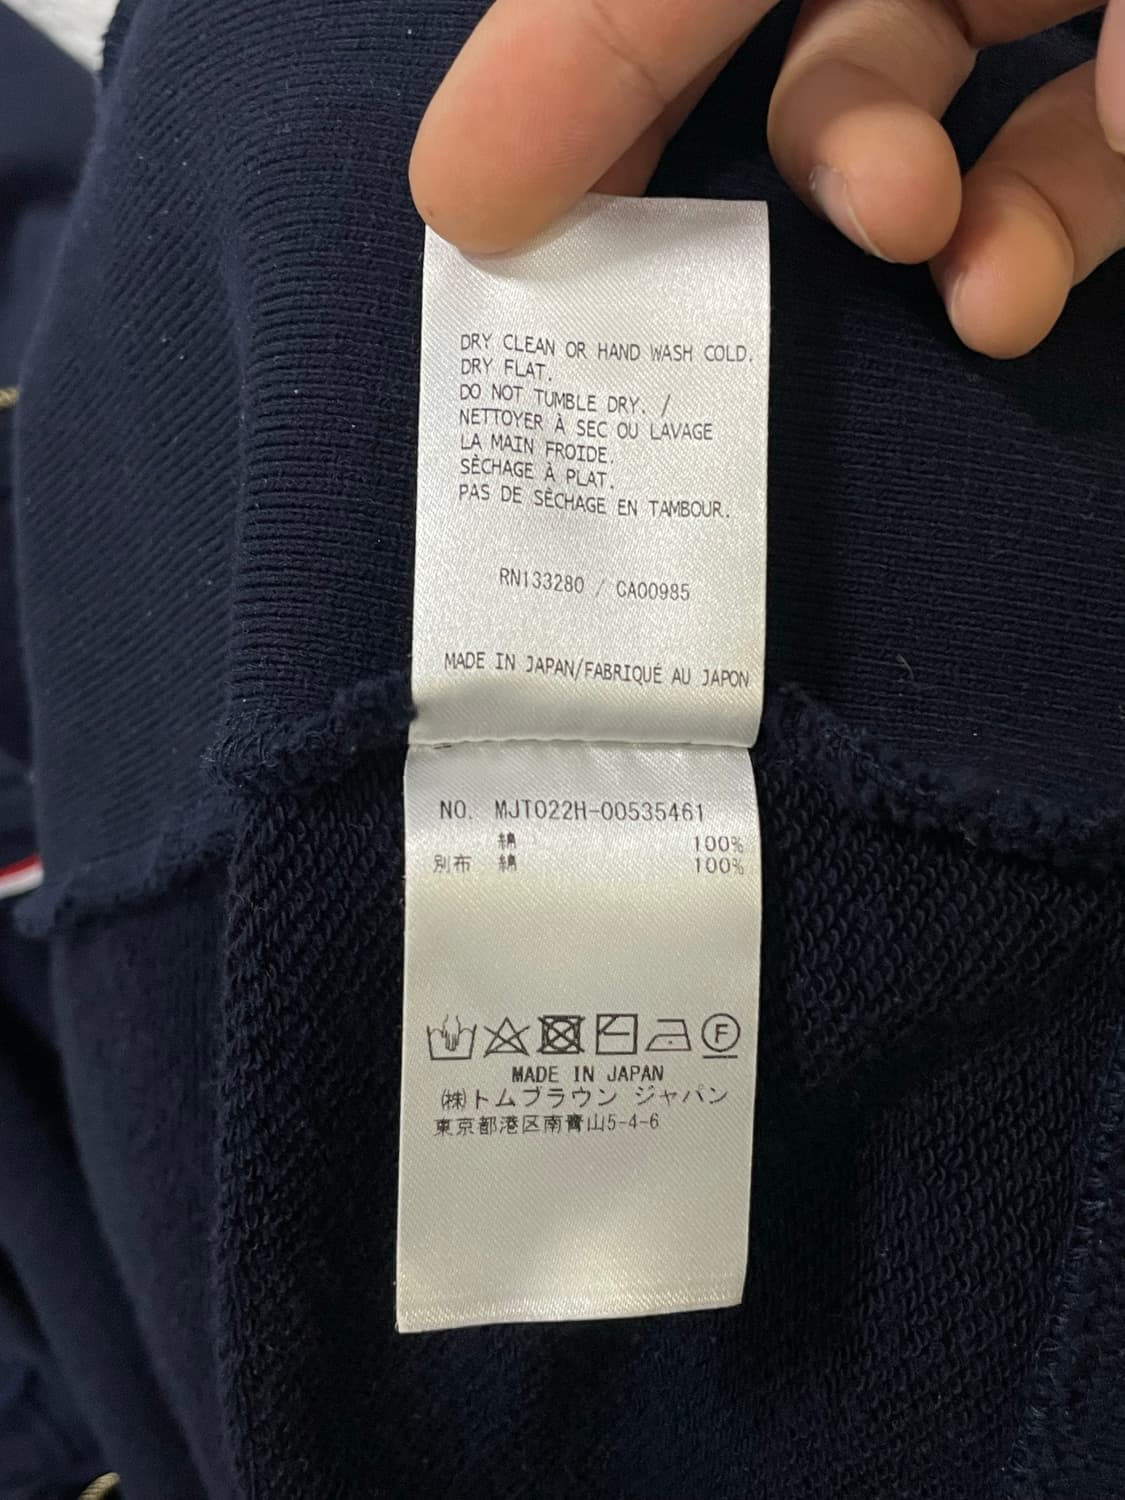 DRY CLEAN OR HAND WASH COLD.
DRY FLAT.
DO NOT TUMBLE DRY. /
NETTOYER À SEC OU LAVAGE
LA MAIN FROIDE.
SÈCHAGE À PLAT.
PAS DE SÈCHAGE EN TAMBOUR.
RN133280 / CA00985
MADE IN JAPAN/FABRIQUÉ AU JAPON
NO. MJT022H-00535461
綿 100%
別布 綿 100%
F
MADE IN JAPAN
㈱トムブラウン ジャパン
東京都港区南青山5-4-6